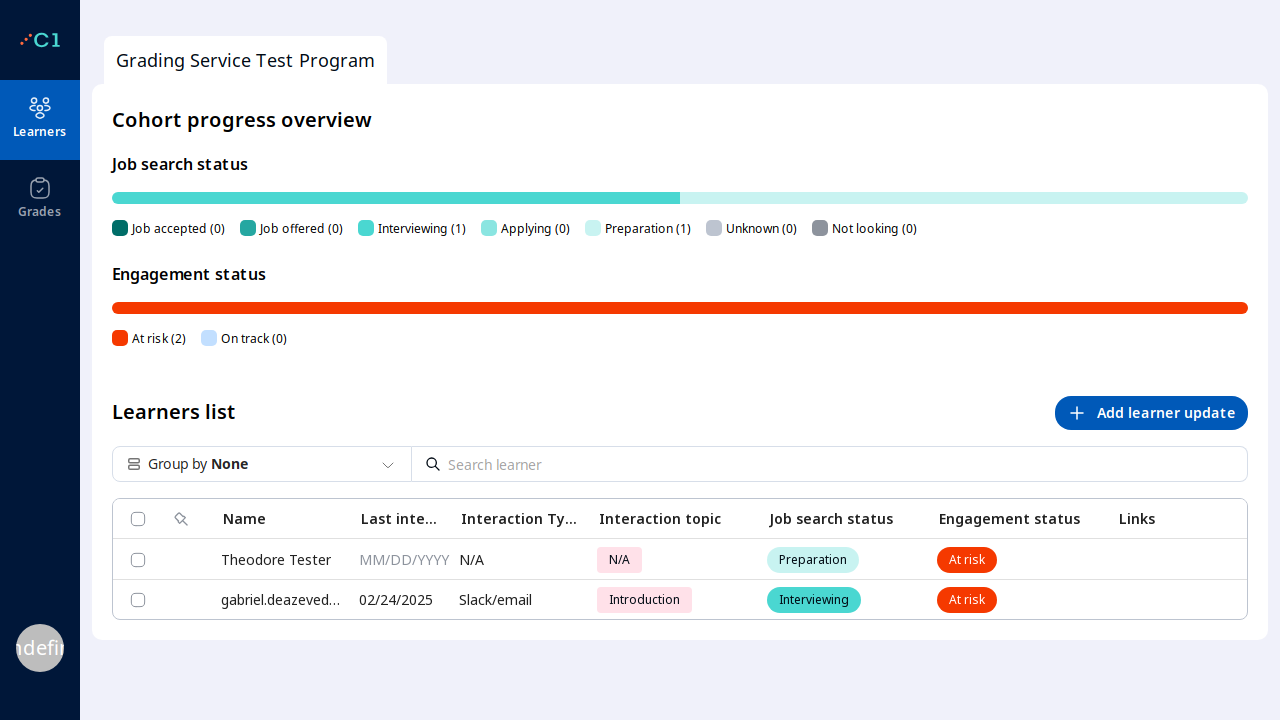 C1
Learners
Grades
ndefin
Grading Service Test Program
Cohort progress overview
Job search status
Job accepted (0) Job offered (0) Interviewing (1) Applying (0) Preparation (1) Unknown (0) Not looking (0)
Engagement status
At risk (2) On track (0)
Learners list
Add learner update
Group by None
Search learner
Name Last inte... Interaction Ty... Interaction topic Job search status Engagement status Links
Theodore Tester MM/DD/YYYY N/A N/A Preparation At risk
gabriel.deazeved... 02/24/2025 Slack/email Introduction Interviewing At risk